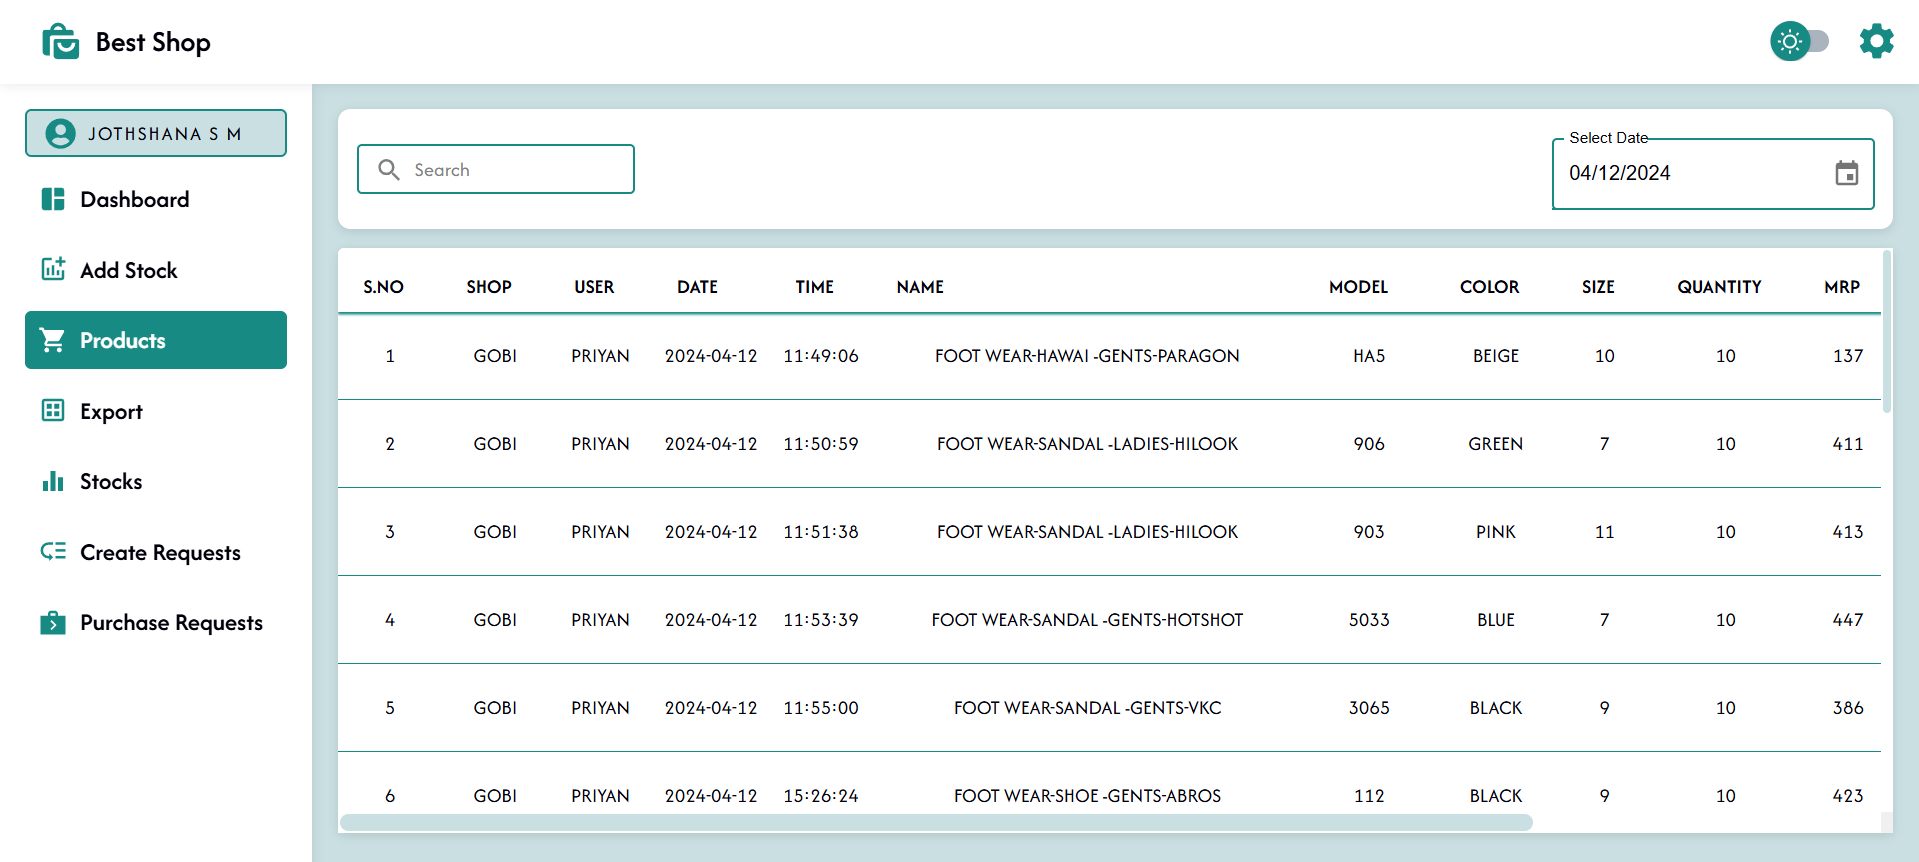 Best Shop
JOTHSHANA S M
Dashboard
Add Stock
Products
Export
Stocks
Create Requests
Purchase Requests
Search
Select Date
04/12/2024
S.NO SHOP USER DATE TIME NAME MODEL COLOR SIZE QUANTITY MRP
1 GOBI PRIYAN 2024-04-12 11:49:06 FOOT WEAR-HAWAI -GENTS-PARAGON HA5 BEIGE 10 10 137
2 GOBI PRIYAN 2024-04-12 11:50:59 FOOT WEAR-SANDAL -LADIES-HILOOK 906 GREEN 7 10 411
3 GOBI PRIYAN 2024-04-12 11:51:38 FOOT WEAR-SANDAL -LADIES-HILOOK 903 PINK 11 10 413
4 GOBI PRIYAN 2024-04-12 11:53:39 FOOT WEAR-SANDAL -GENTS-HOTSHOT 5033 BLUE 7 10 447
5 GOBI PRIYAN 2024-04-12 11:55:00 FOOT WEAR-SANDAL -GENTS-VKC 3065 BLACK 9 10 386
6 GOBI PRIYAN 2024-04-12 15:26:24 FOOT WEAR-SHOE -GENTS-ABROS 112 BLACK 9 10 423